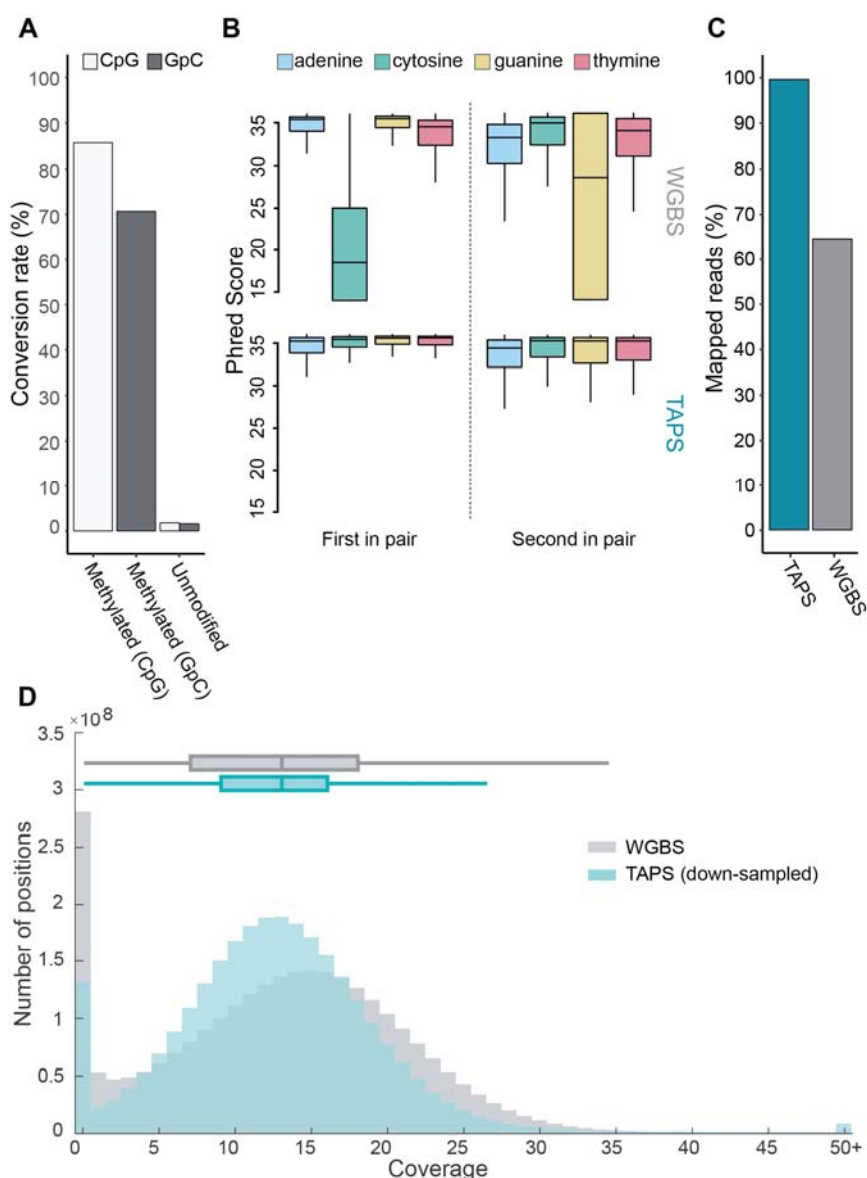 A
CpG GpC
100
90
80
70
60
50
40
30
20
10
0
Conversion rate (%)
Methylated (CpG)
Methylated (GpC)
Unmodified
B
adenine cytosine guanine thymine
35
30
25
20
15
35
30
25
20
15
Phred Score
WGBS
TAPS
First in pair Second in pair
C
100
90
80
70
60
50
40
30
20
10
0
Mapped reads (%)
TAPS
WGBS
D
×10⁸
3.5
3
2.5
2
1.5
1
0.5
0
Number of positions
WGBS
TAPS (down-sampled)
0 5 10 15 20 25 30 35 40 45 50+
Coverage